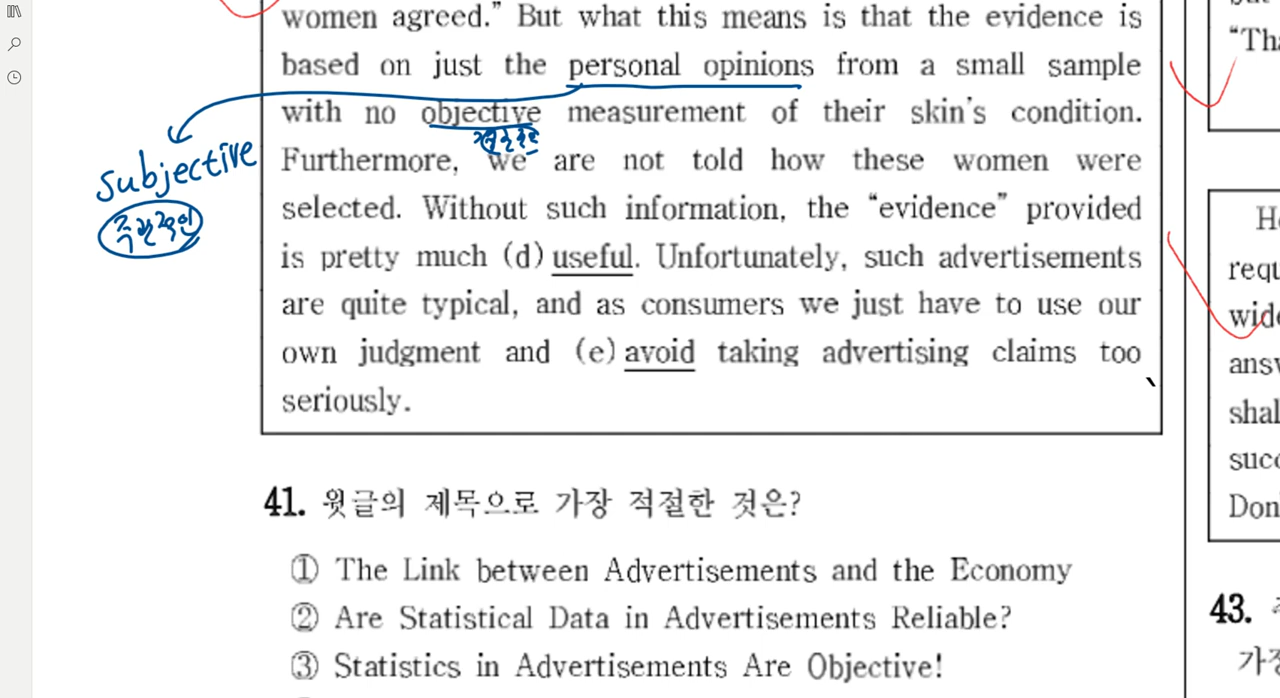 women agreed.” But what this means is that the evidence is
based on just the personal opinions from a small sample
with no objective measurement of their skin's condition.
객관적인
Furthermore, we are not told how these women were
subjective
주관적인
selected. Without such information, the “evidence” provided
is pretty much (d) useful. Unfortunately, such advertisements
are quite typical, and as consumers we just have to use our
own judgment and (e) avoid taking advertising claims too
seriously.
41. 윗글의 제목으로 가장 적절한 것은?
① The Link between Advertisements and the Economy
② Are Statistical Data in Advertisements Reliable?
③ Statistics in Advertisements Are Objective!
“Tha
H
requ
wide
answ
shal
succ
Don
43.